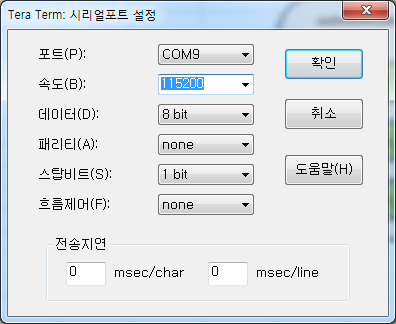 Tera Term: 시리얼포트 설정
포트(P): COM9
확인
속도(B): 115200
데이터(D): 8 bit
취소
패리티(A): none
스탑비트(S): 1 bit
도움말(H)
흐름제어(F): none
전송지연
0 msec/char 0 msec/line